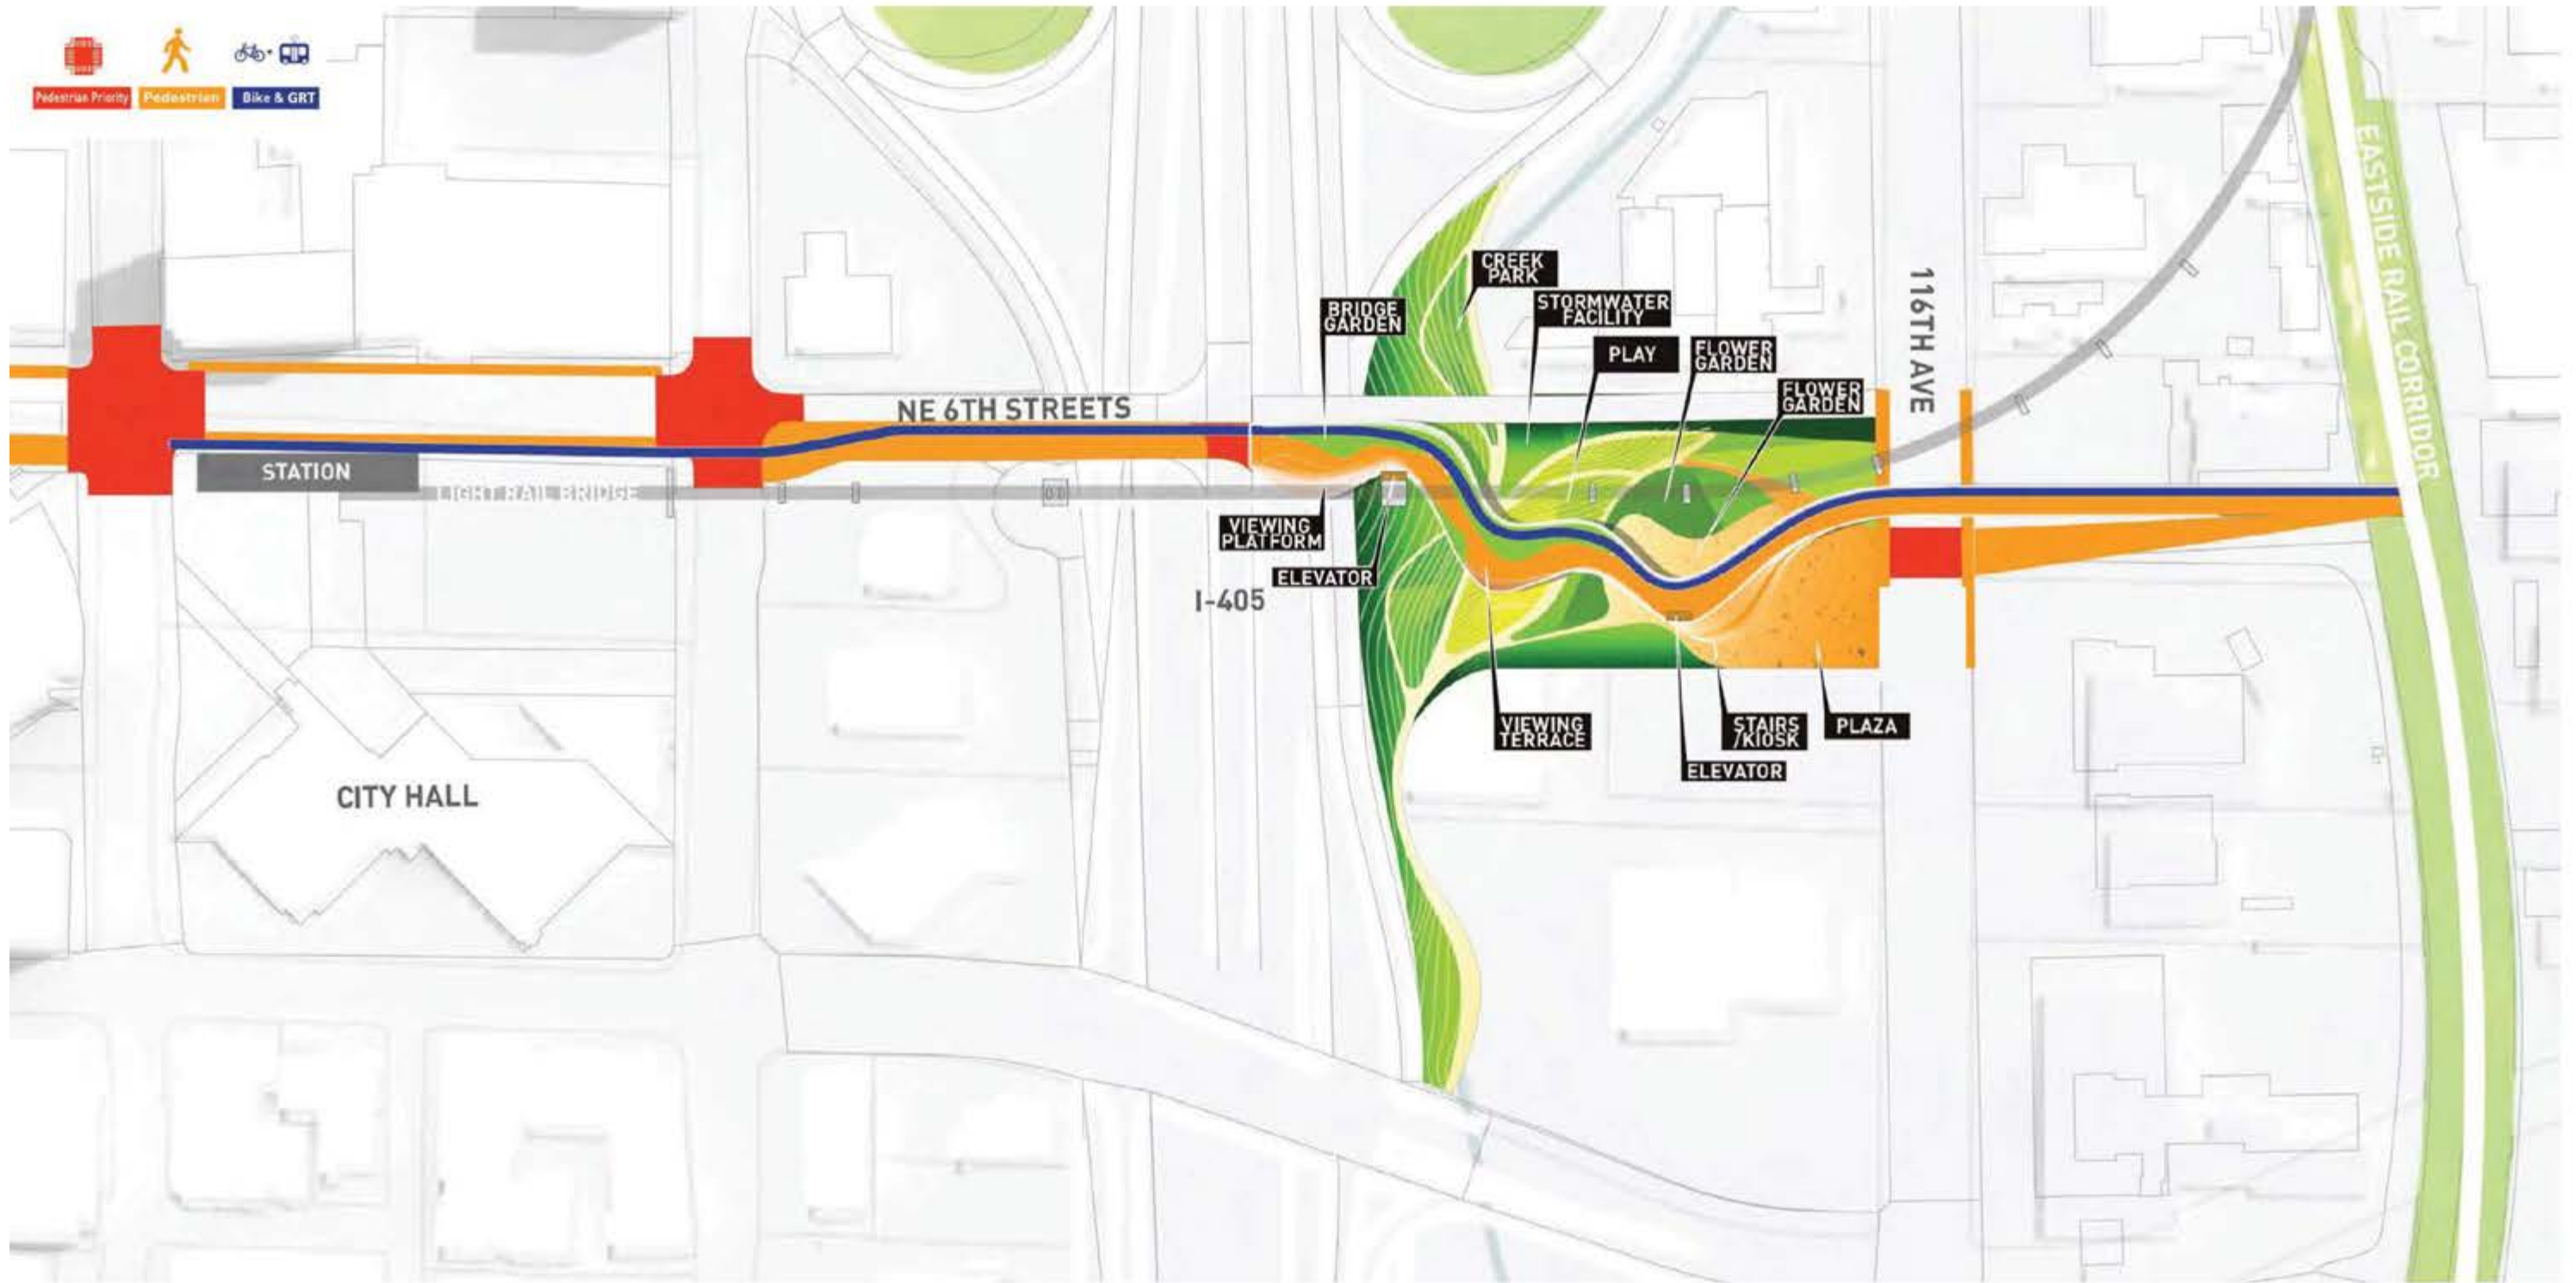 Pedestrian Priority
Pedestrian
Bike & GRT
EASTSIDE RAIL CORRIDOR
CREEK
PARK
BRIDGE
GARDEN
STORMWATER
FACILITY
PLAY
FLOWER
GARDEN
FLOWER
GARDEN
116TH AVE
NE 6TH STREETS
STATION
LIGHT RAIL BRIDGE
VIEWING
PLATFORM
ELEVATOR
I-405
VIEWING
TERRACE
STAIRS
/KIOSK
PLAZA
ELEVATOR
CITY HALL